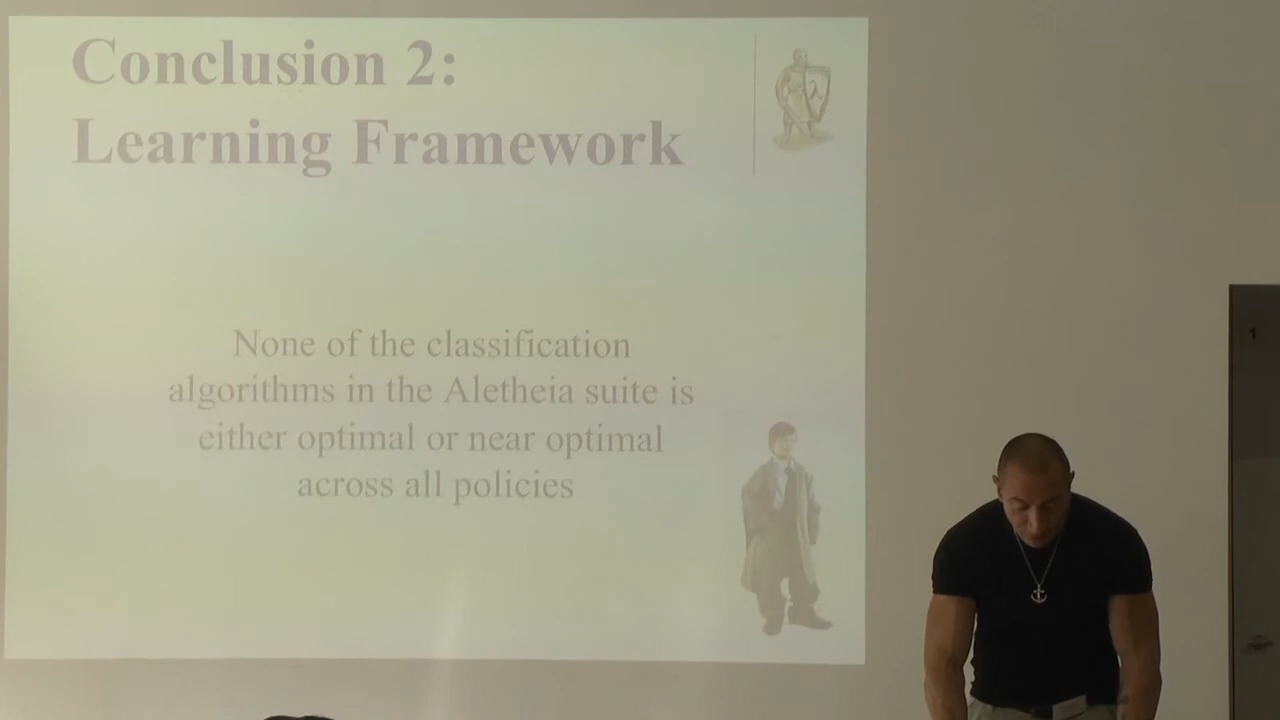 Conclusion 2:
Learning Framework
λ
None of the classification
algorithms in the Aletheia suite is
either optimal or near optimal
across all policies
1